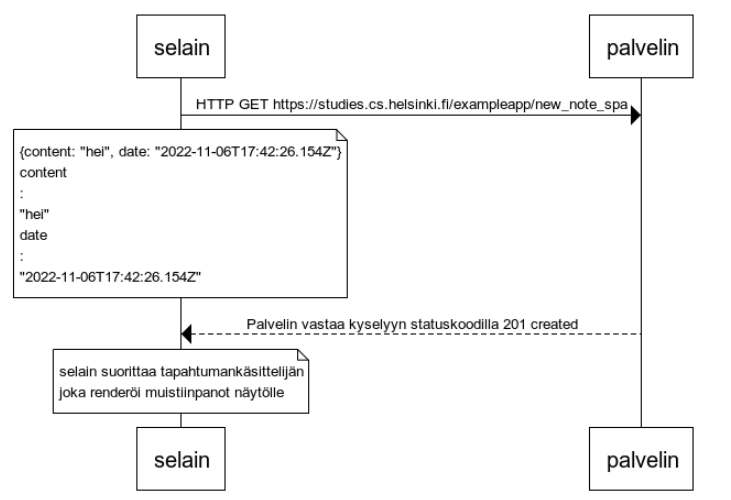 selain
palvelin
HTTP GET https://studies.cs.helsinki.fi/exampleapp/new_note_spa
{content: "hei", date: "2022-11-06T17:42:26.154Z"}
content
:
"hei"
date
:
"2022-11-06T17:42:26.154Z"
Palvelin vastaa kyselyyn statuskoodilla 201 created
selain suorittaa tapahtumankäsittelijän
joka renderöi muistiinpanot näytölle
selain
palvelin